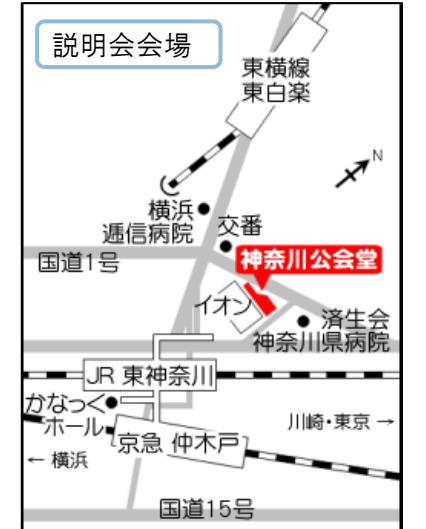 説明会会場
東横線
東白楽
N
横浜
逓信病院
交番
国道1号
神奈川公会堂
イオン
済生会
神奈川県病院
JR 東神奈川
かなっく
ホール
川崎・東京 →
京急 仲木戸
← 横浜
国道15号